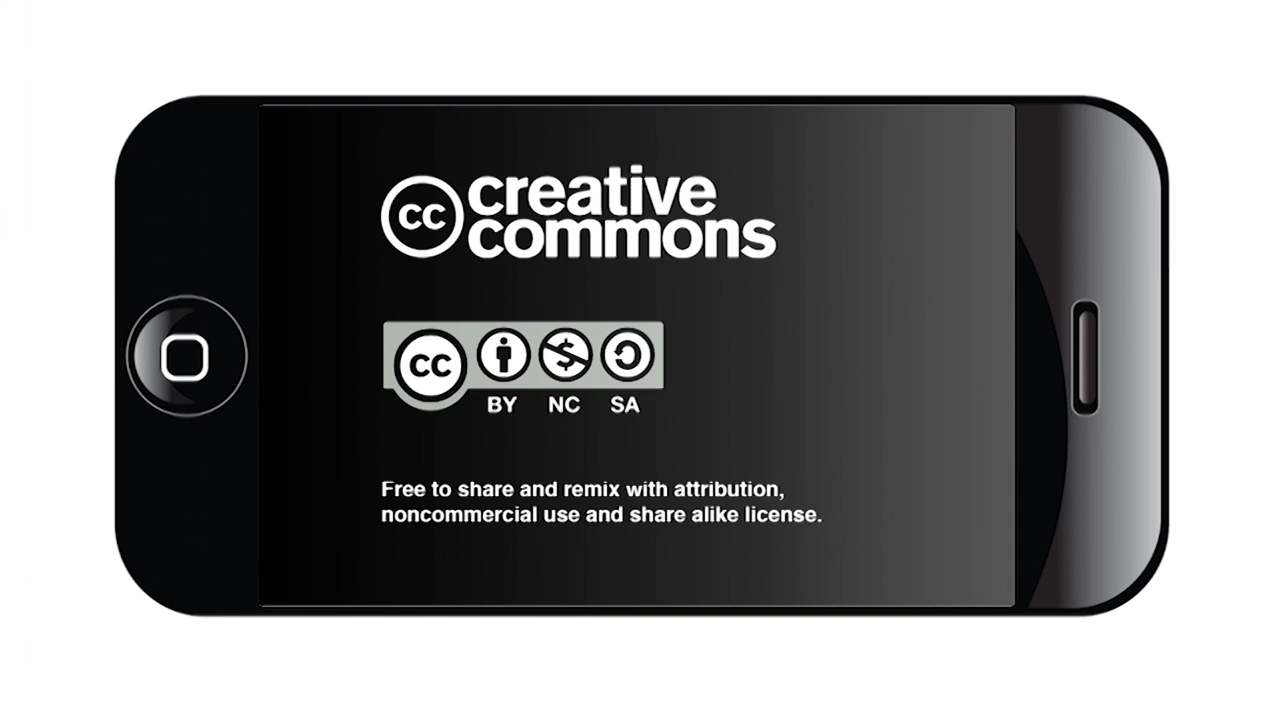 cc creative
commons
cc
BY NC SA
Free to share and remix with attribution,
noncommercial use and share alike license.